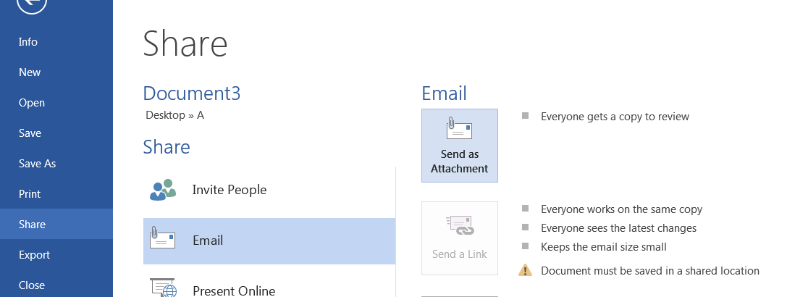 Info
New
Open
Save
Save As
Print
Share
Export
Close
Share
Document3
Desktop » A
Share
Invite People
Email
Present Online
Email
Send as
Attachment
Everyone gets a copy to review
Send a Link
Everyone works on the same copy
Everyone sees the latest changes
Keeps the email size small
Document must be saved in a shared location